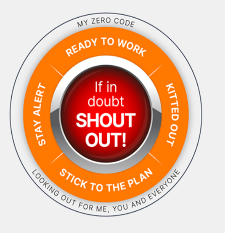 MY ZERO CODE
READY TO WORK
KITTED OUT
STICK TO THE PLAN
STAY ALERT
If in
doubt
SHOUT
OUT!
LOOKING OUT FOR ME, YOU AND EVERYONE